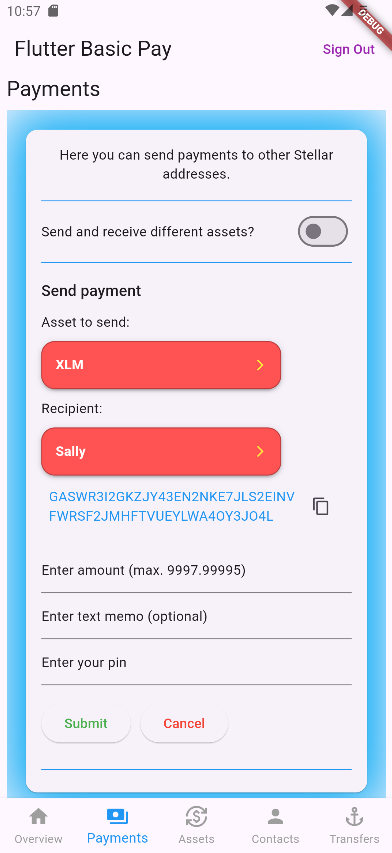 10:57
DEBUG
Flutter Basic Pay
Sign Out
Payments
Here you can send payments to other Stellar
addresses.
Send and receive different assets?
Send payment
Asset to send:
XLM
Recipient:
Sally
GASWR3I2GKZJY43EN2NKE7JLS2EINV
FWRSF2JMHFTVUEYLWA4OY3JO4L
Enter amount (max. 9997.99995)
Enter text memo (optional)
Enter your pin
Submit
Cancel
Overview
Payments
Assets
Contacts
Transfers